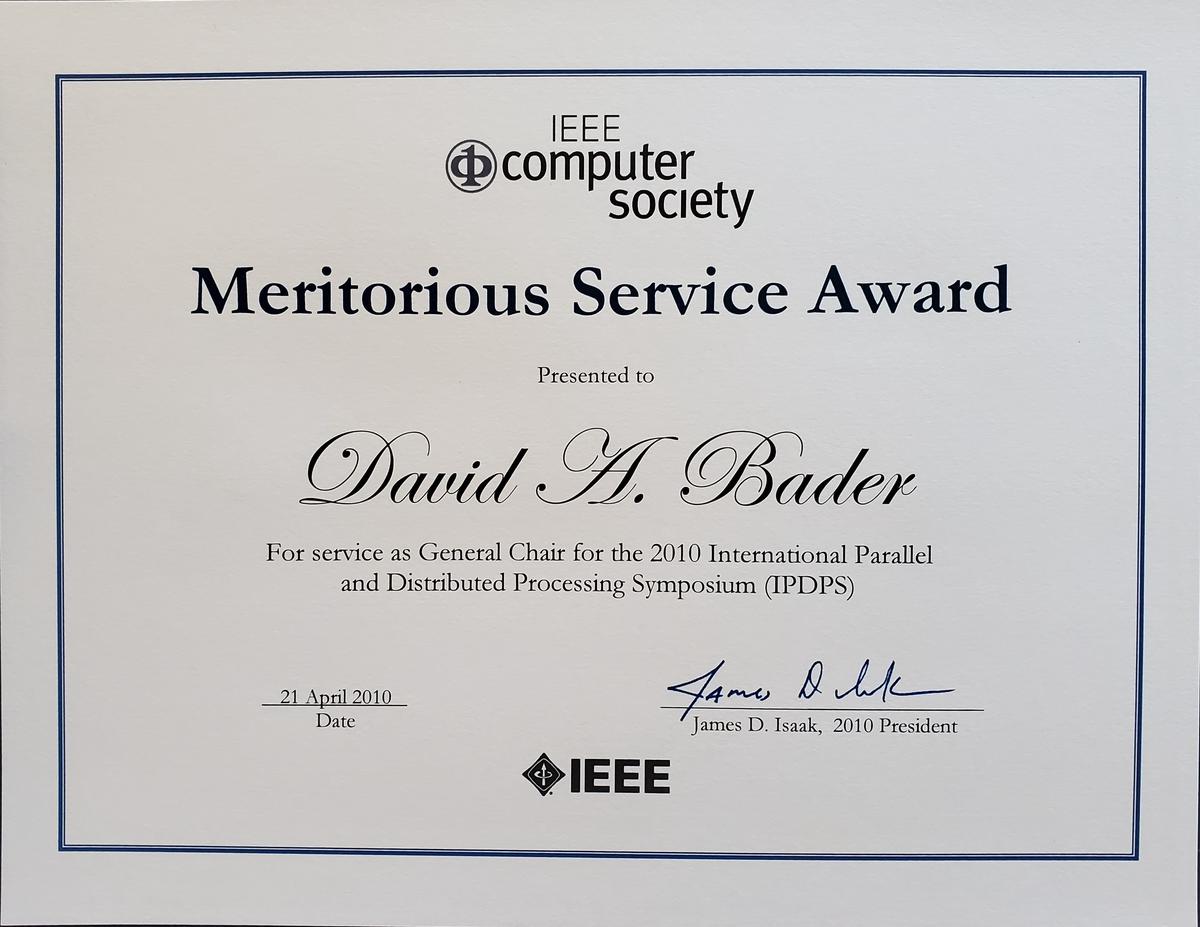 IEEE
computer
society
Meritorious Service Award
Presented to
David A. Bader
For service as General Chair for the 2010 International Parallel
and Distributed Processing Symposium (IPDPS)
21 April 2010
Date
James D. Isaak
James D. Isaak, 2010 President
IEEE